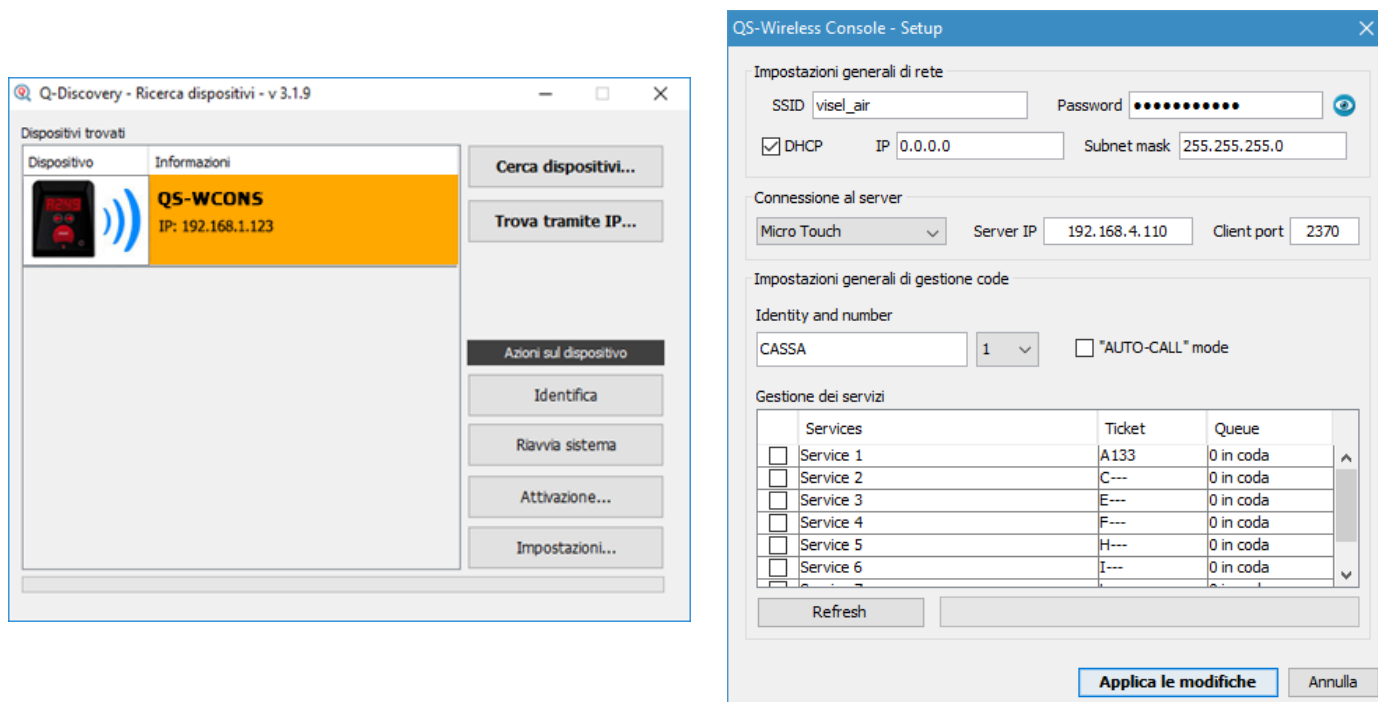 Q-Discovery - Ricerca dispositivi - v 3.1.9
Dispositivi trovati
Dispositivo Informazioni
QS-WCONS
IP: 192.168.1.123
Cerca dispositivi...
Trova tramite IP...
Azioni sul dispositivo
Identifica
Riavvia sistema
Attivazione...
Impostazioni...
QS-Wireless Console - Setup
Impostazioni generali di rete
SSID visel_air Password •••••••••••
DHCP IP 0.0.0.0 Subnet mask 255.255.255.0
Connessione al server
Micro Touch Server IP 192.168.4.110 Client port 2370
Impostazioni generali di gestione code
Identity and number
CASSA 1 "AUTO-CALL" mode
Gestione dei servizi
Services Ticket Queue
Service 1 A133 0 in coda
Service 2 C--- 0 in coda
Service 3 E--- 0 in coda
Service 4 F--- 0 in coda
Service 5 H--- 0 in coda
Service 6 I--- 0 in coda
Refresh
Applica le modifiche Annulla